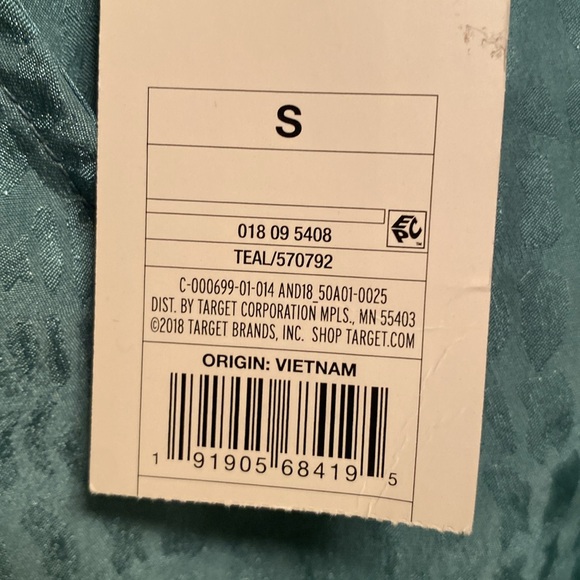 S
EPC™
018 09 5408
TEAL/570792
C-000699-01-014 AND18_50A01-0025
DIST. BY TARGET CORPORATION MPLS., MN 55403
©2018 TARGET BRANDS, INC. SHOP TARGET.COM
ORIGIN: VIETNAM
1 91905 68419 5